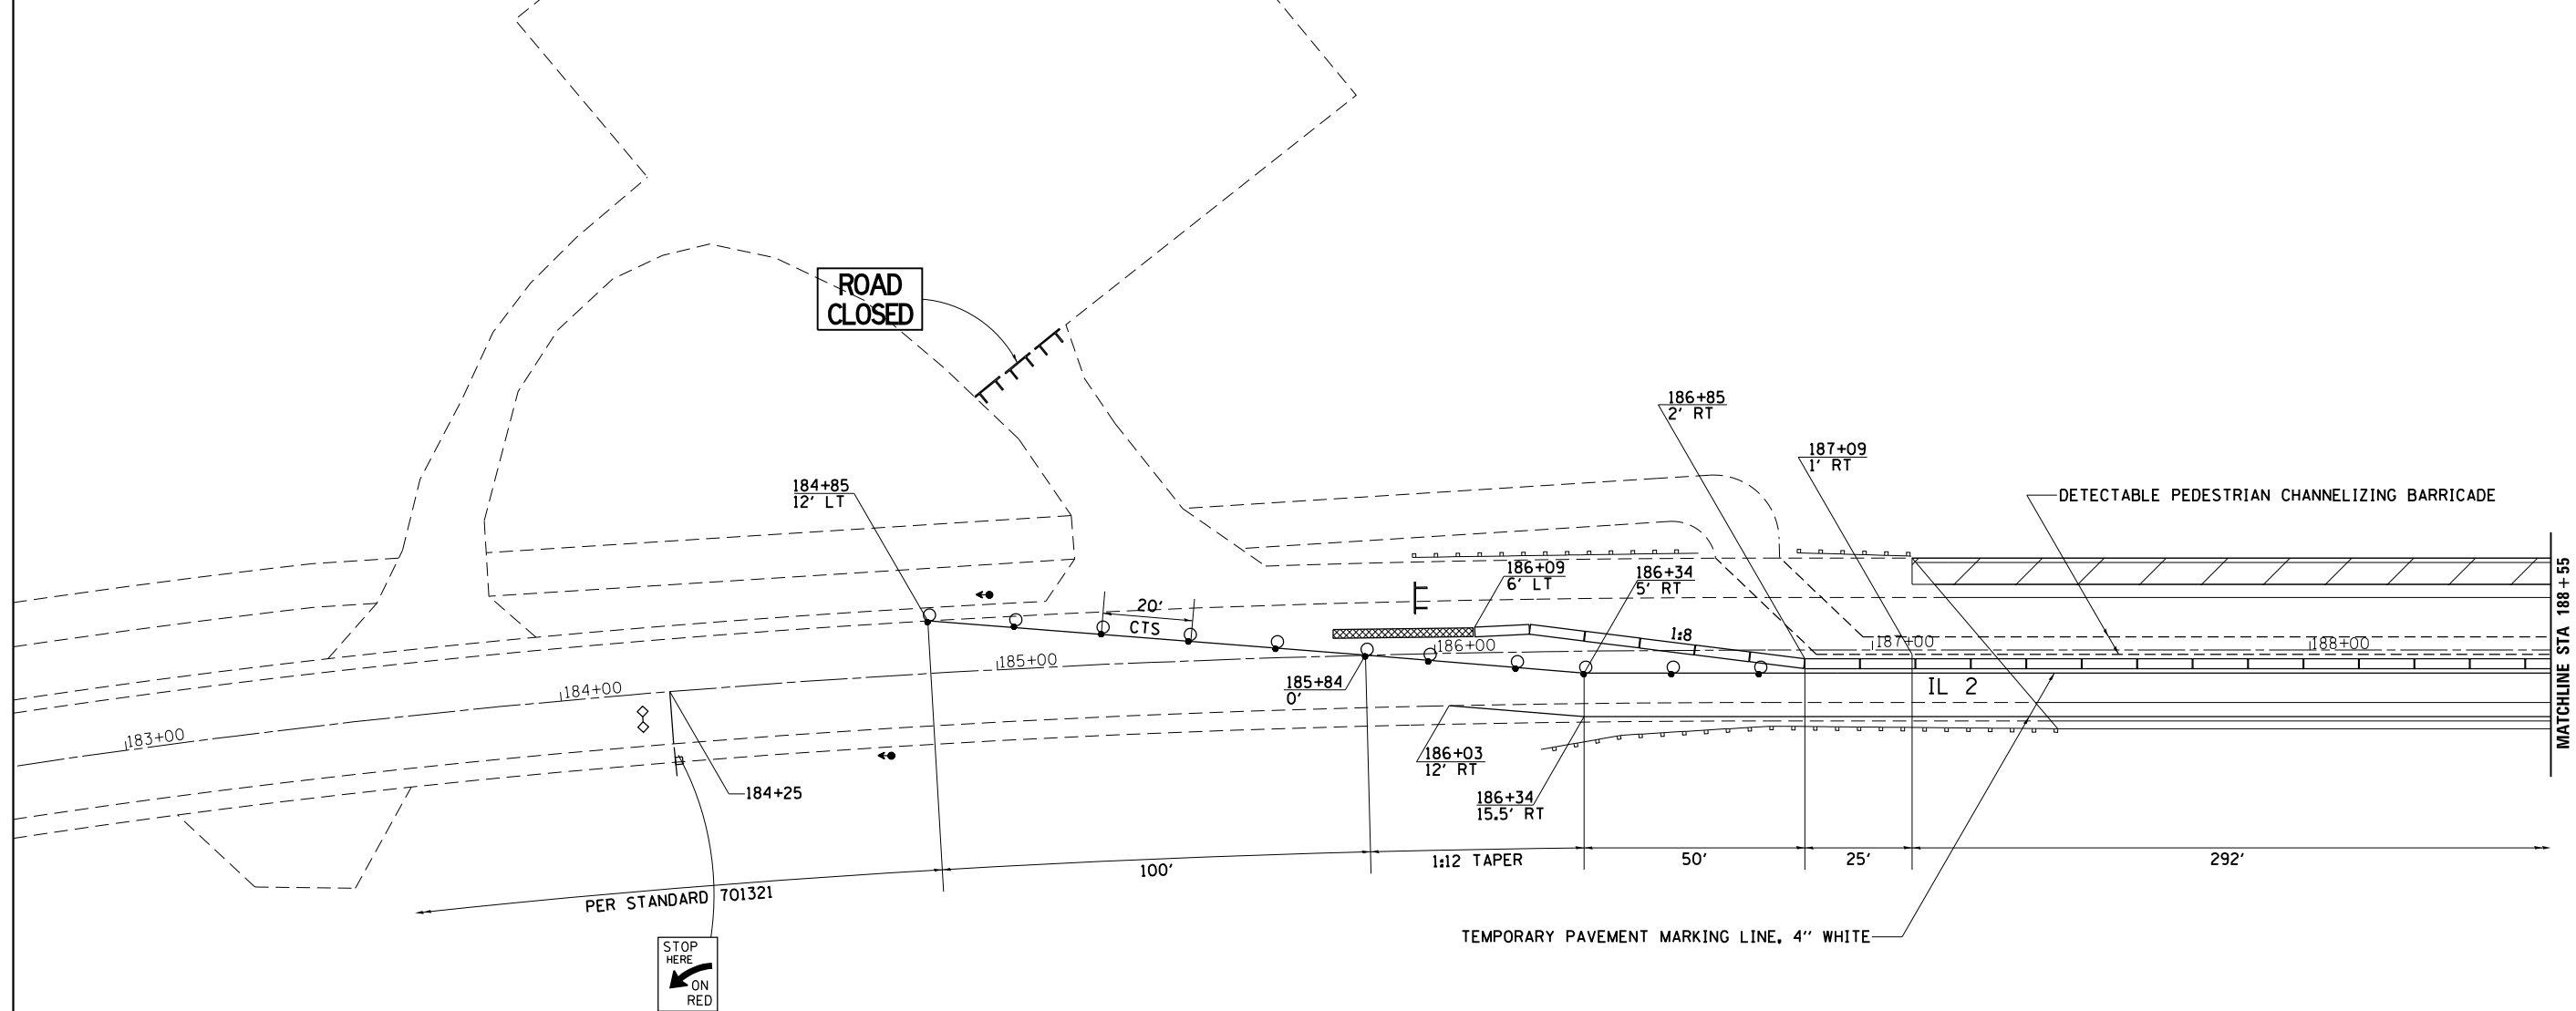 ROAD
CLOSED
186+85
2' RT
187+09
1' RT
184+85
12' LT
DETECTABLE PEDESTRIAN CHANNELIZING BARRICADE
186+09
6' LT
186+34
5' RT
20'
CTS
1:8
183+00
184+00
185+00
186+00
187+00
188+00
IL 2
MATCHLINE STA 188+55
185+84
0'
186+03
12' RT
186+34
15.5' RT
184+25
PER STANDARD 701321
100'
1:12 TAPER
50'
25'
292'
TEMPORARY PAVEMENT MARKING LINE, 4" WHITE
STOP
HERE
ON
RED